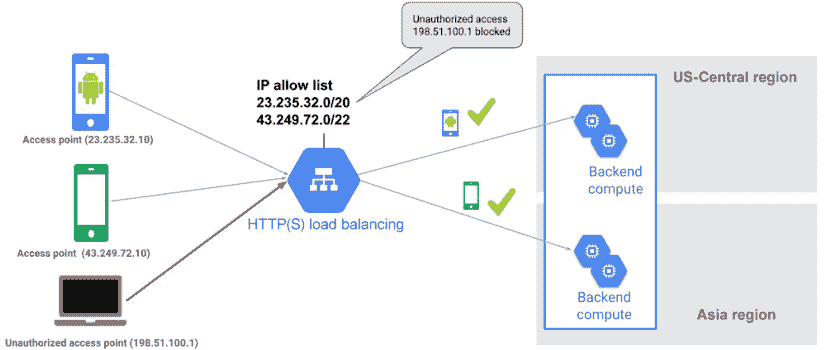 Unauthorized access
198.51.100.1 blocked
IP allow list
23.235.32.0/20
43.249.72.0/22
US-Central region
Access point (23.235.32.10)
Backend
compute
HTTP(S) load balancing
Access point (43.249.72.10)
Backend
compute
Asia region
Unauthorized access point (198.51.100.1)